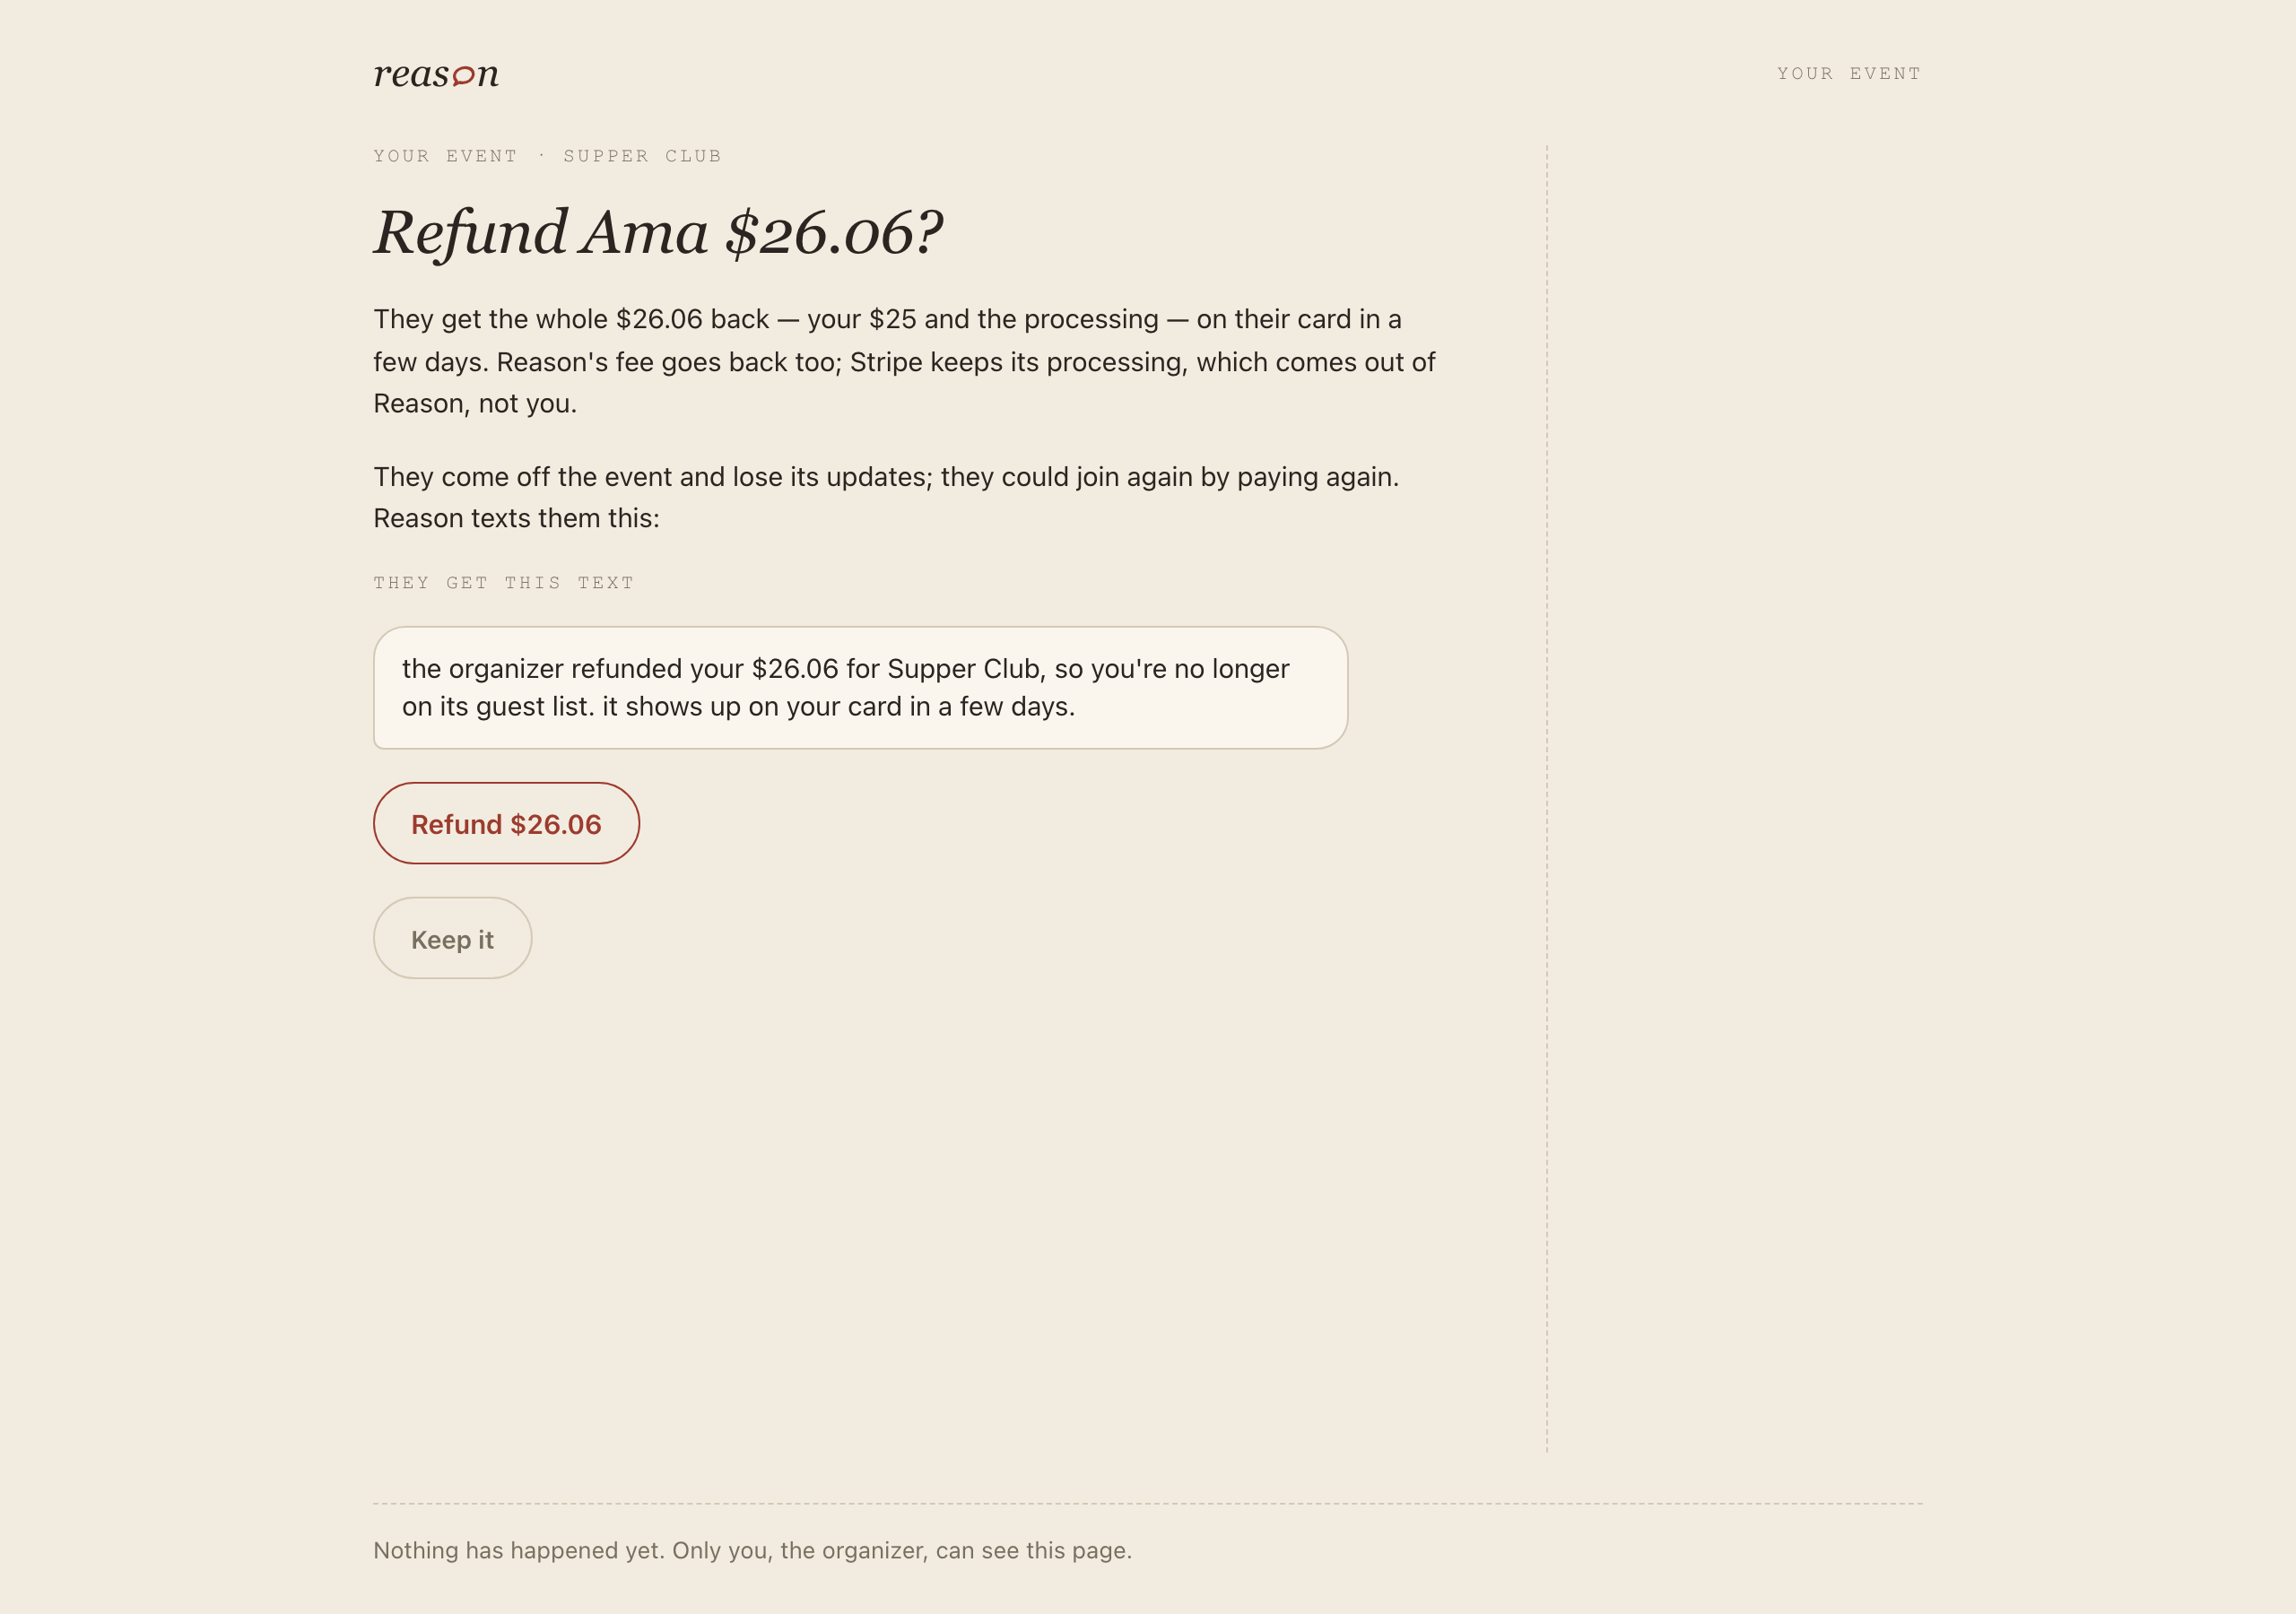 reason
YOUR EVENT
YOUR EVENT · SUPPER CLUB
Refund Ama $26.06?
They get the whole $26.06 back — your $25 and the processing — on their card in a
few days. Reason's fee goes back too; Stripe keeps its processing, which comes out of
Reason, not you.
They come off the event and lose its updates; they could join again by paying again.
Reason texts them this:
THEY GET THIS TEXT
the organizer refunded your $26.06 for Supper Club, so you're no longer
on its guest list. it shows up on your card in a few days.
Refund $26.06
Keep it
Nothing has happened yet. Only you, the organizer, can see this page.